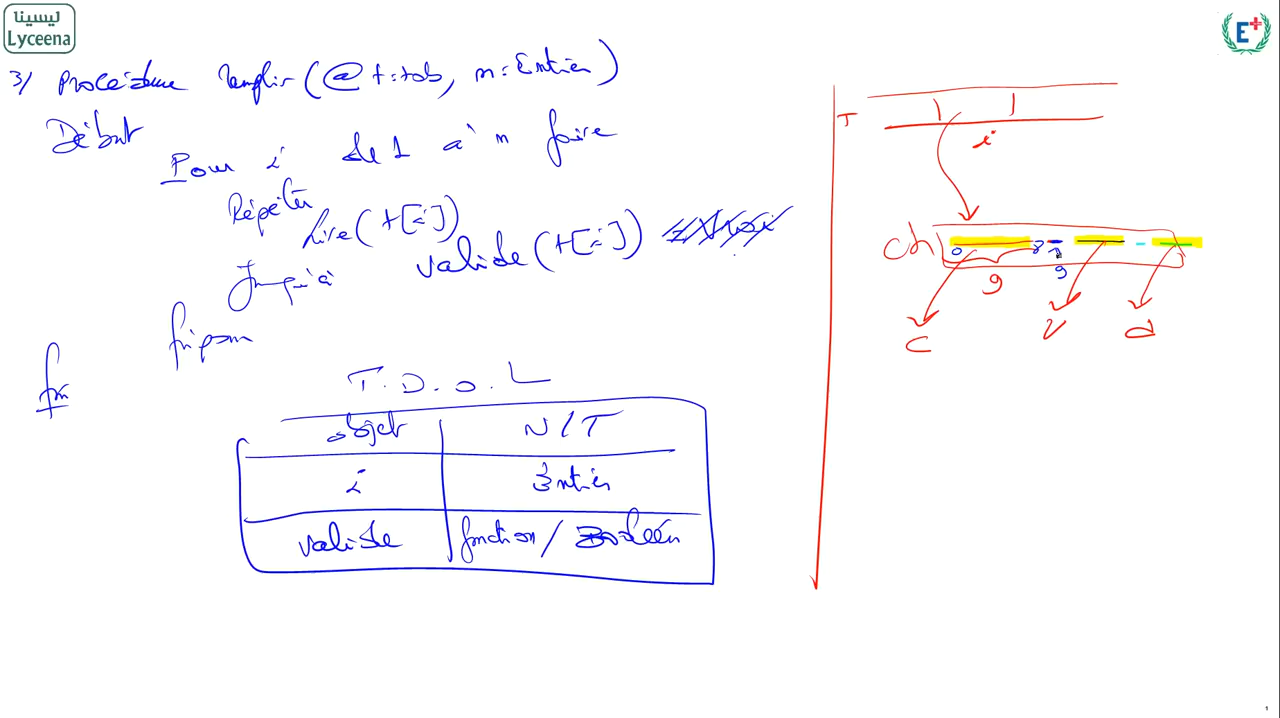 ليسينا
Lyceena
E+
3/ Procédure remplir (@ t : tab, n : Entier)
Début
Pour i de 1 à n faire
Répéter
Lire (t[i])
Jusqu'à valide (t[i])
finpour
fin
T.D.O.L
objet N/T
i Entier
valide fonction / Booléen
T
i
ch
0 8
9 9
c v d
1